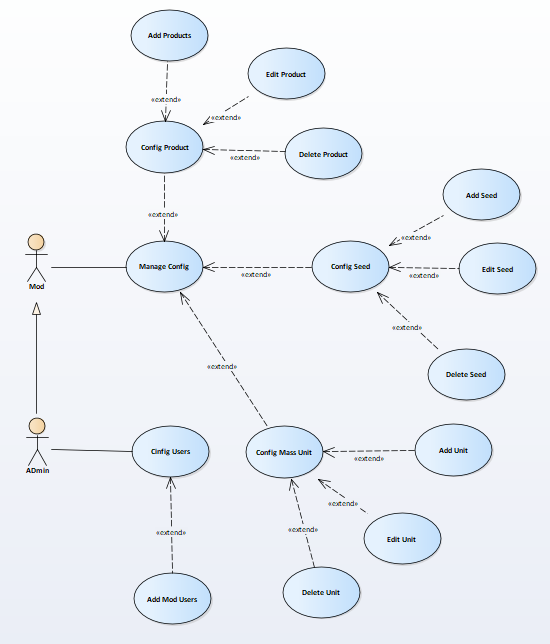 Add Products
Edit Product
«extend»
«extend»
Config Product
Delete Product
«extend»
Add Seed
«extend»
«extend»
Manage Config
Config Seed
Edit Seed
«extend»
«extend»
Mod
«extend»
«extend»
Delete Seed
Cinfig Users
Config Mass Unit
Add Unit
«extend»
ADmin
«extend»
«extend»
«extend»
Edit Unit
Add Mod Users
Delete Unit